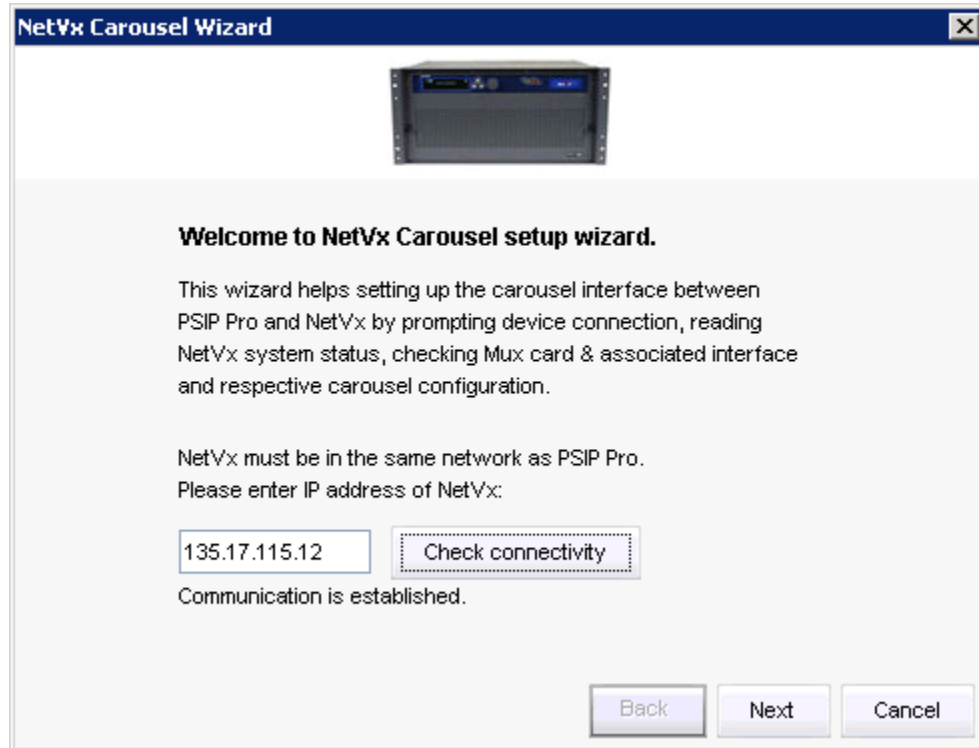 NetVx Carousel Wizard
Welcome to NetVx Carousel setup wizard.
This wizard helps setting up the carousel interface between
PSIP Pro and NetVx by prompting device connection, reading
NetVx system status, checking Mux card & associated interface
and respective carousel configuration.
NetVx must be in the same network as PSIP Pro.
Please enter IP address of NetVx:
135.17.115.12
Check connectivity
Communication is established.
Back
Next
Cancel